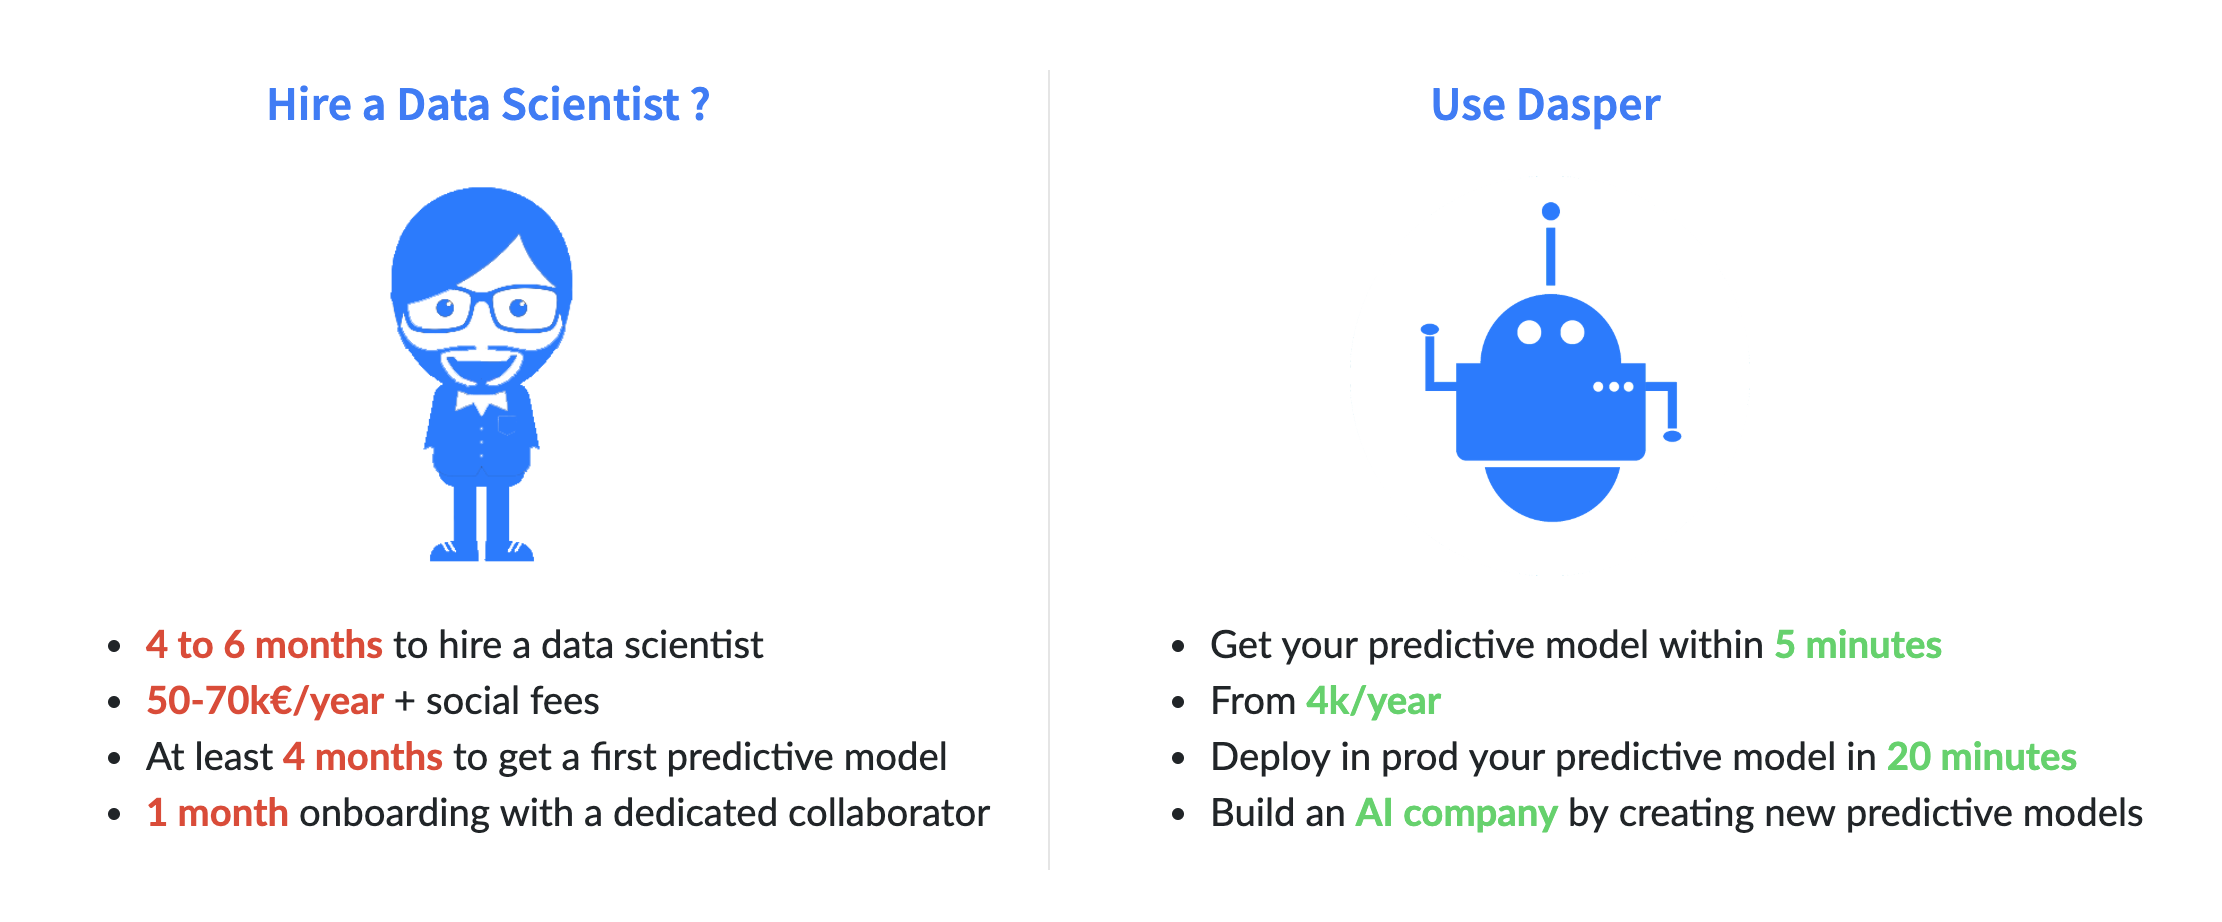 Hire a Data Scientist ?
4 to 6 months to hire a data scientist
50-70k€/year + social fees
At least 4 months to get a first predictive model
1 month onboarding with a dedicated collaborator
Use Dasper
Get your predictive model within 5 minutes
From 4k/year
Deploy in prod your predictive model in 20 minutes
Build an AI company by creating new predictive models